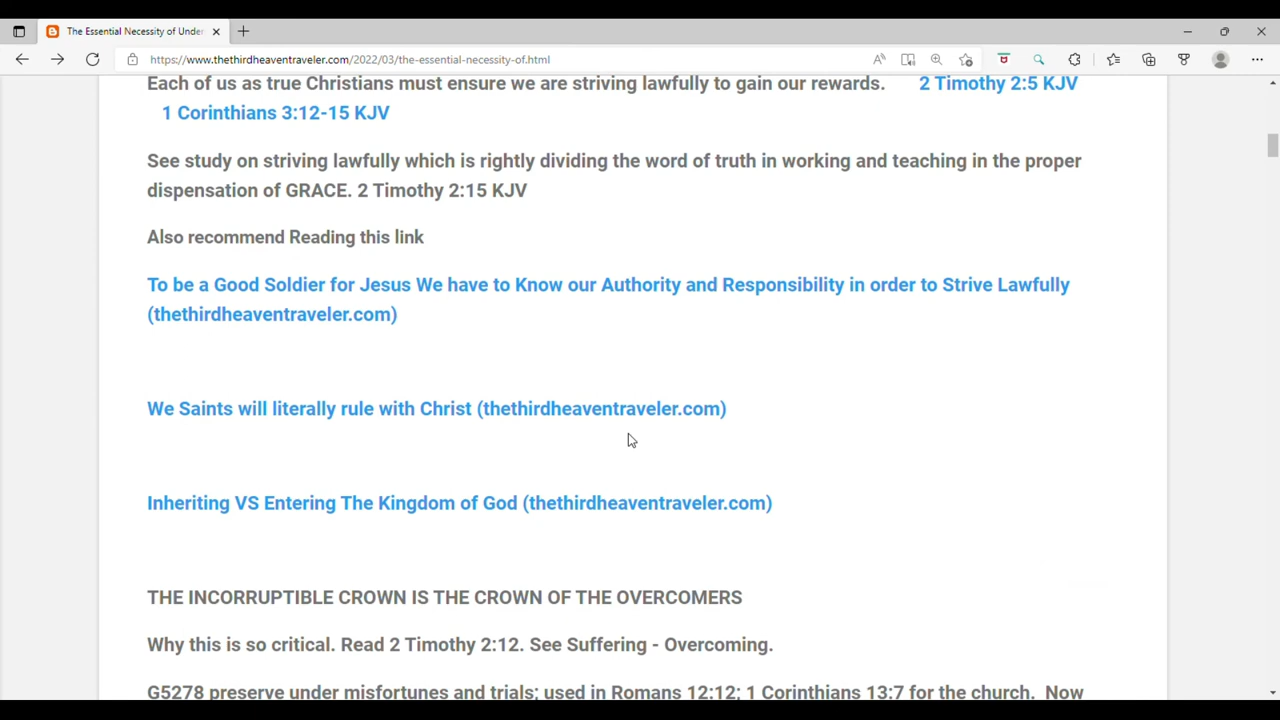 The Essential Necessity of Under
https://www.thethirdheaventraveler.com/2022/03/the-essential-necessity-of.html
Each of us as true Christians must ensure we are striving lawfully to gain our rewards. 2 Timothy 2:5 KJV
1 Corinthians 3:12-15 KJV
See study on striving lawfully which is rightly dividing the word of truth in working and teaching in the proper
dispensation of GRACE. 2 Timothy 2:15 KJV
Also recommend Reading this link
To be a Good Soldier for Jesus We have to Know our Authority and Responsibility in order to Strive Lawfully
(thethirdheaventraveler.com)
We Saints will literally rule with Christ (thethirdheaventraveler.com)
Inheriting VS Entering The Kingdom of God (thethirdheaventraveler.com)
THE INCORRUPTIBLE CROWN IS THE CROWN OF THE OVERCOMERS
Why this is so critical. Read 2 Timothy 2:12. See Suffering - Overcoming.
G5278 preserve under misfortunes and trials; used in Romans 12:12; 1 Corinthians 13:7 for the church. Now